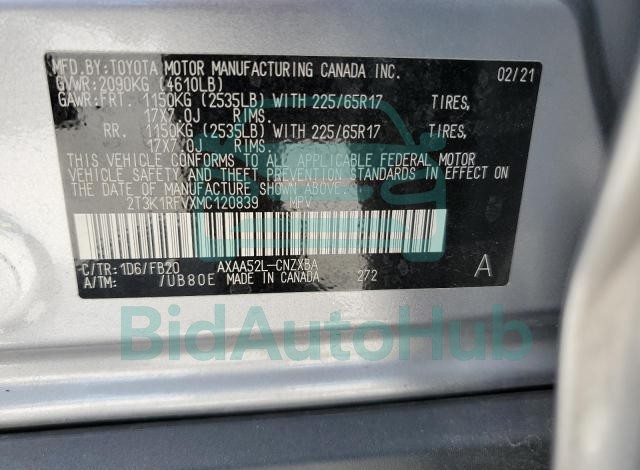 MFD.BY:TOYOTA MOTOR MANUFACTURING CANADA INC. 02/21
GVWR:2090KG (4610LB)
GAWR:FRT. 1150KG (2535LB) WITH 225/65R17 TIRES,
17X7.0J RIMS.
RR. 1150KG (2535LB) WITH 225/65R17 TIRES,
17X7.0J RIMS.
THIS VEHICLE CONFORMS TO ALL APPLICABLE FEDERAL MOTOR
VEHICLE SAFETY AND THEFT PREVENTION STANDARDS IN EFFECT
ON THE DATE OF MANUFACTURE SHOWN ABOVE.
2T3K1RFVXMC120839 MPV
C/TR:1D6/FB20 AXAA52L-CNZXBA A
A/TM: /UB80E MADE IN CANADA 272
BidAutoHub